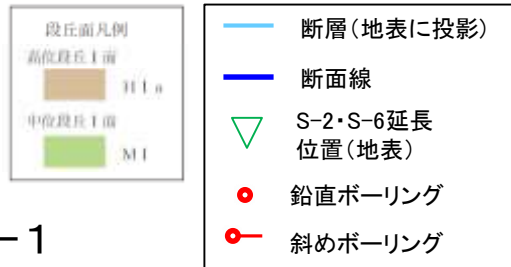 段丘面凡例
高位段丘Ⅰ面
HⅠa
中位段丘Ⅰ面
MⅠ
-1
断層(地表に投影)
断面線
S-2・S-6延長
位置(地表)
鉛直ボーリング
斜めボーリング